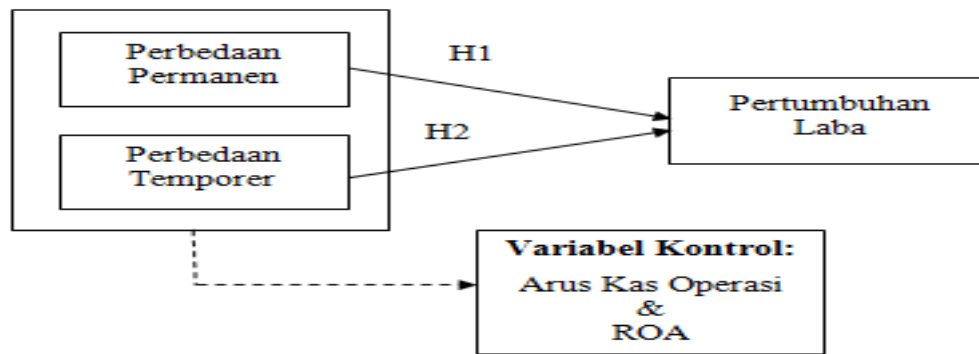 Perbedaan
Permanen
H1
Pertumbuhan
Laba
H2
Perbedaan
Temporer
Variabel Kontrol:
Arus Kas Operasi
&
ROA